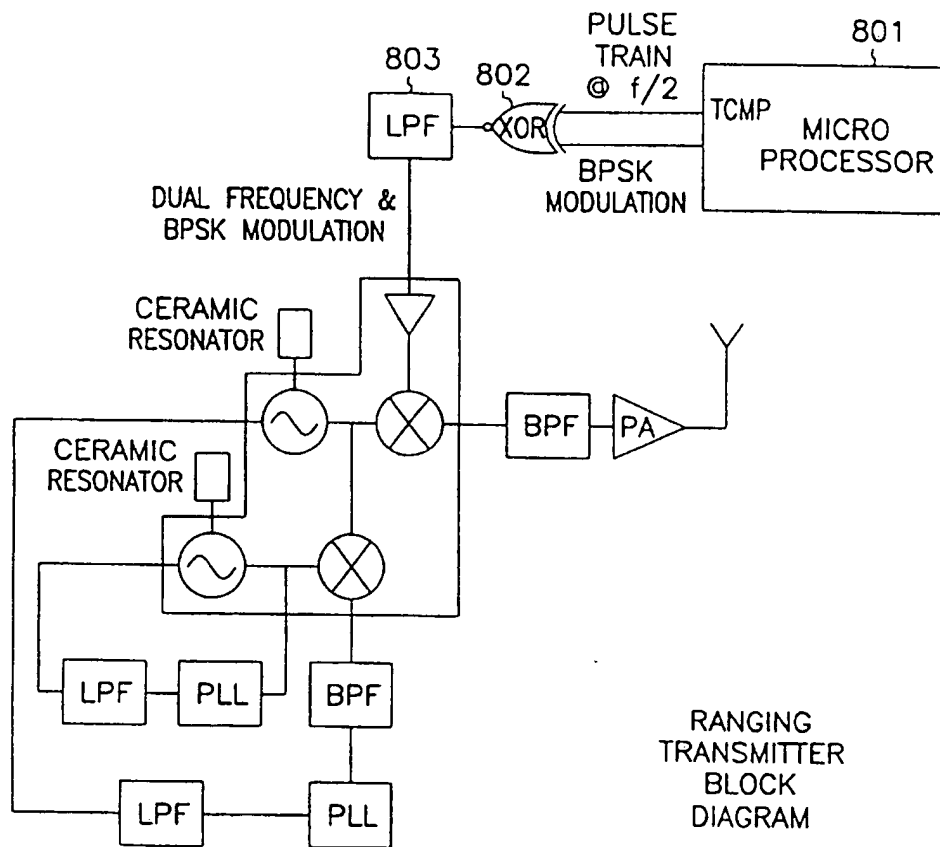 801
PULSE
TRAIN
@ f/2
803
802
LPF
XOR
TCMP
MICRO
PROCESSOR
BPSK
MODULATION
DUAL FREQUENCY &
BPSK MODULATION
CERAMIC
RESONATOR
BPF
PA
CERAMIC
RESONATOR
LPF
PLL
BPF
LPF
PLL
RANGING
TRANSMITTER
BLOCK
DIAGRAM